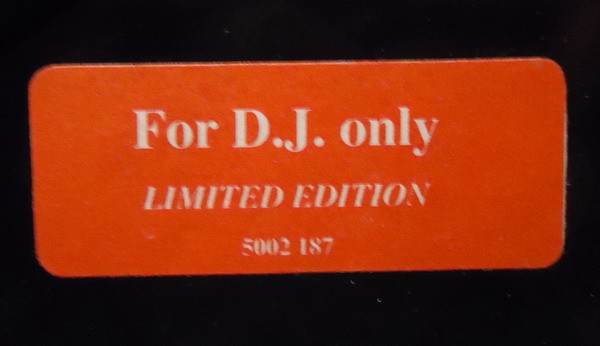 For D.J. only
LIMITED EDITION
5002 187